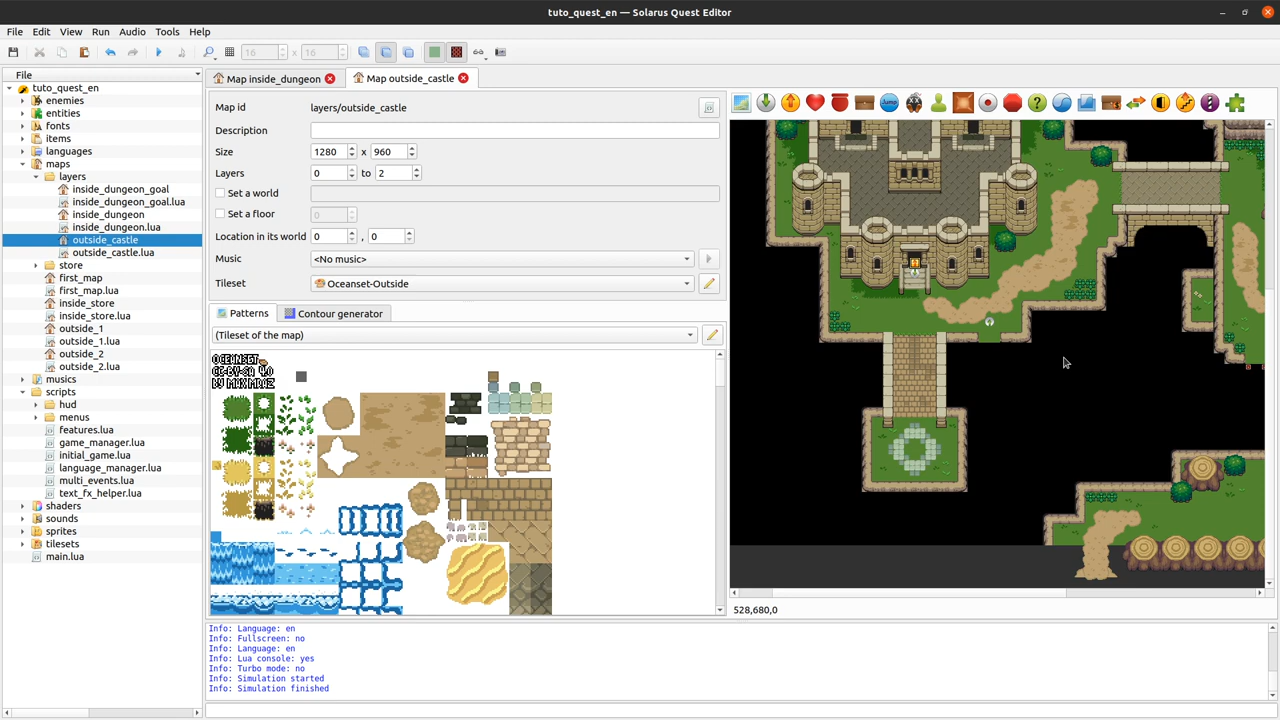 tuto_quest_en — Solarus Quest Editor
File Edit View Run Audio Tools Help
16 x 16
File
tuto_quest_en
enemies
entities
fonts
items
languages
maps
layers
inside_dungeon_goal
inside_dungeon_goal.lua
inside_dungeon
inside_dungeon.lua
outside_castle
outside_castle.lua
store
first_map
first_map.lua
inside_store
inside_store.lua
outside_1
outside_1.lua
outside_2
outside_2.lua
musics
scripts
hud
menus
features.lua
game_manager.lua
initial_game.lua
language_manager.lua
multi_events.lua
text_fx_helper.lua
shaders
sounds
sprites
tilesets
main.lua
Map inside_dungeon
Map outside_castle
Map id layers/outside_castle
Description
Size 1280 x 960
Layers 0 to 2
Set a world
Set a floor 0
Location in its world 0 , 0
Music <No music>
Tileset Oceanset-Outside
Patterns Contour generator
(Tileset of the map)
OCEANSET
CC-BY-SA 4.0
BY MAX MRAZ
Jump
528,680,0
Info: Language: en
Info: Fullscreen: no
Info: Language: en
Info: Lua console: yes
Info: Turbo mode: no
Info: Simulation started
Info: Simulation finished